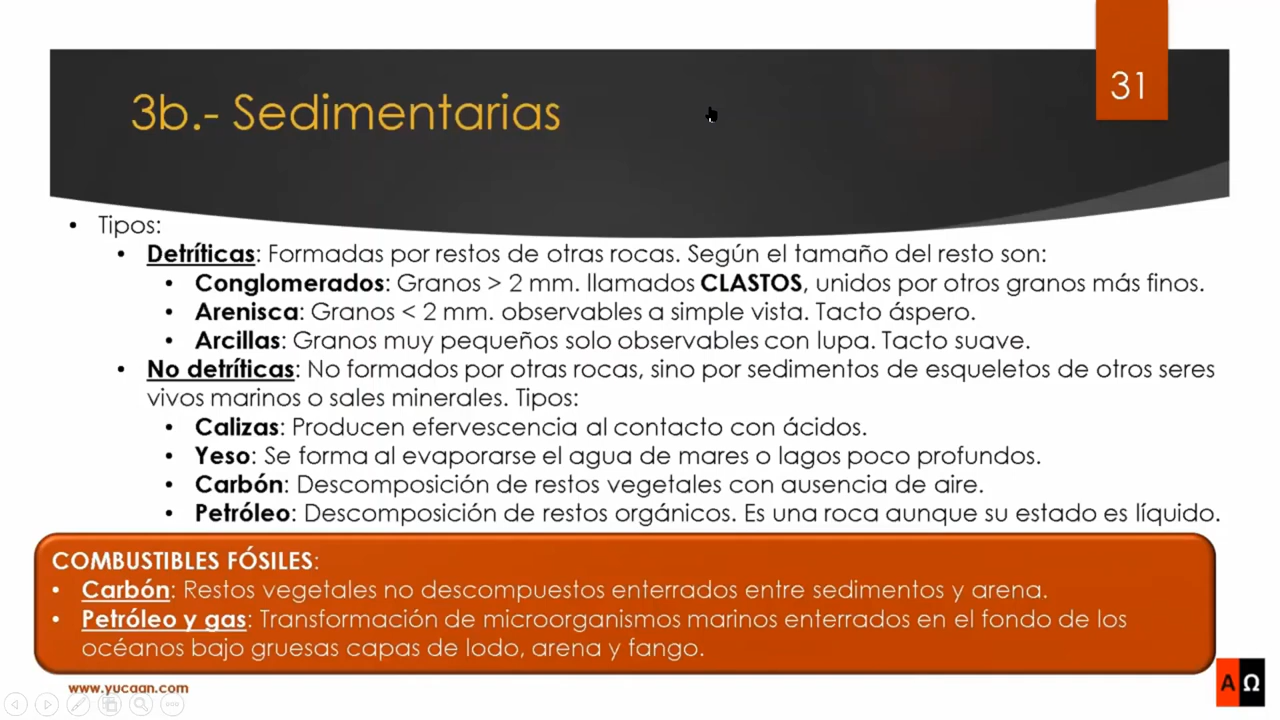 31
3b.- Sedimentarias
• Tipos:
• Detríticas: Formadas por restos de otras rocas. Según el tamaño del resto son:
• Conglomerados: Granos > 2 mm. llamados CLASTOS, unidos por otros granos más finos.
• Arenisca: Granos < 2 mm. observables a simple vista. Tacto áspero.
• Arcillas: Granos muy pequeños solo observables con lupa. Tacto suave.
• No detríticas: No formados por otras rocas, sino por sedimentos de esqueletos de otros seres
vivos marinos o sales minerales. Tipos:
• Calizas: Producen efervescencia al contacto con ácidos.
• Yeso: Se forma al evaporarse el agua de mares o lagos poco profundos.
• Carbón: Descomposición de restos vegetales con ausencia de aire.
• Petróleo: Descomposición de restos orgánicos. Es una roca aunque su estado es líquido.
COMBUSTIBLES FÓSILES:
• Carbón: Restos vegetales no descompuestos enterrados entre sedimentos y arena.
• Petróleo y gas: Transformación de microorganismos marinos enterrados en el fondo de los
océanos bajo gruesas capas de lodo, arena y fango.
www.yucaan.com
A Ω